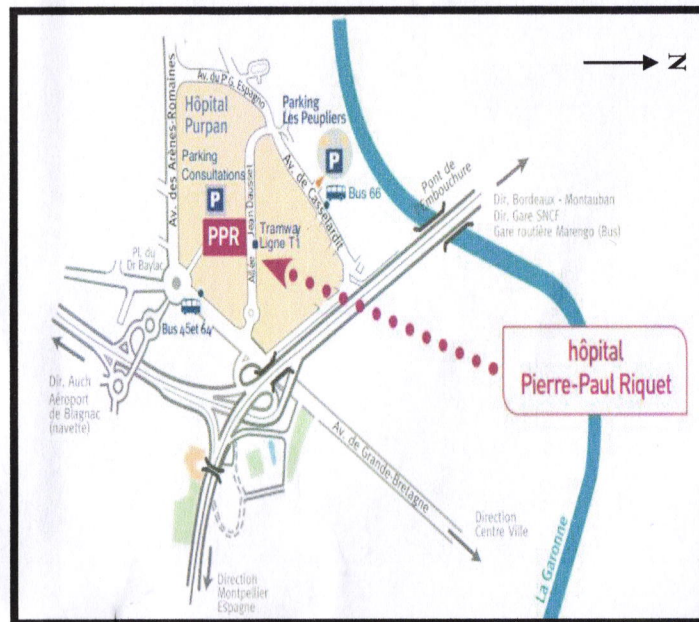 N
Av. du P.G. Espagno
Av. des Arènes-Romaines
Hôpital
Purpan
Parking
Les Peupliers
P
Parking
Consultations
P
Bus 66
Av. de Casselardit
Allée Jean Dausset
PPR
Tramway
Ligne T1
Pont de
Embouchure
Dir. Bordeaux - Montauban
Dir. Gare SNCF
Gare routière Marengo (Bus)
Pl. du
Dr Baylac
Bus 45et 64
hôpital
Pierre-Paul Riquet
Dir. Auch
Aéroport
de Blagnac
(navette)
Av. de Grande-Bretagne
Direction
Centre Ville
La Garonne
Direction
Montpellier
Espagne